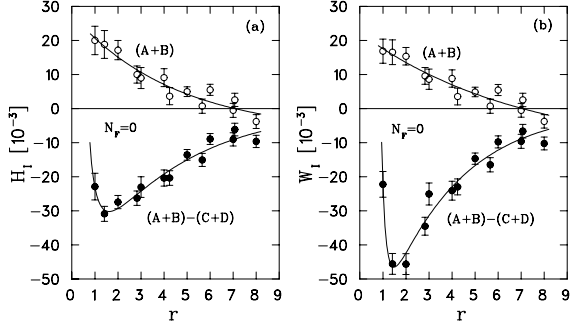 30
20
10
0
−10
−20
−30
−40
−50
H_I [10^{-3}]
(a)
(A+B)
N_F=0
(A+B)−(C+D)
0 1 2 3 4 5 6 7 8 9
r
30
20
10
0
−10
−20
−30
−40
−50
W_I [10^{-3}]
(b)
(A+B)
N_F=0
(A+B)−(C+D)
0 1 2 3 4 5 6 7 8 9
r